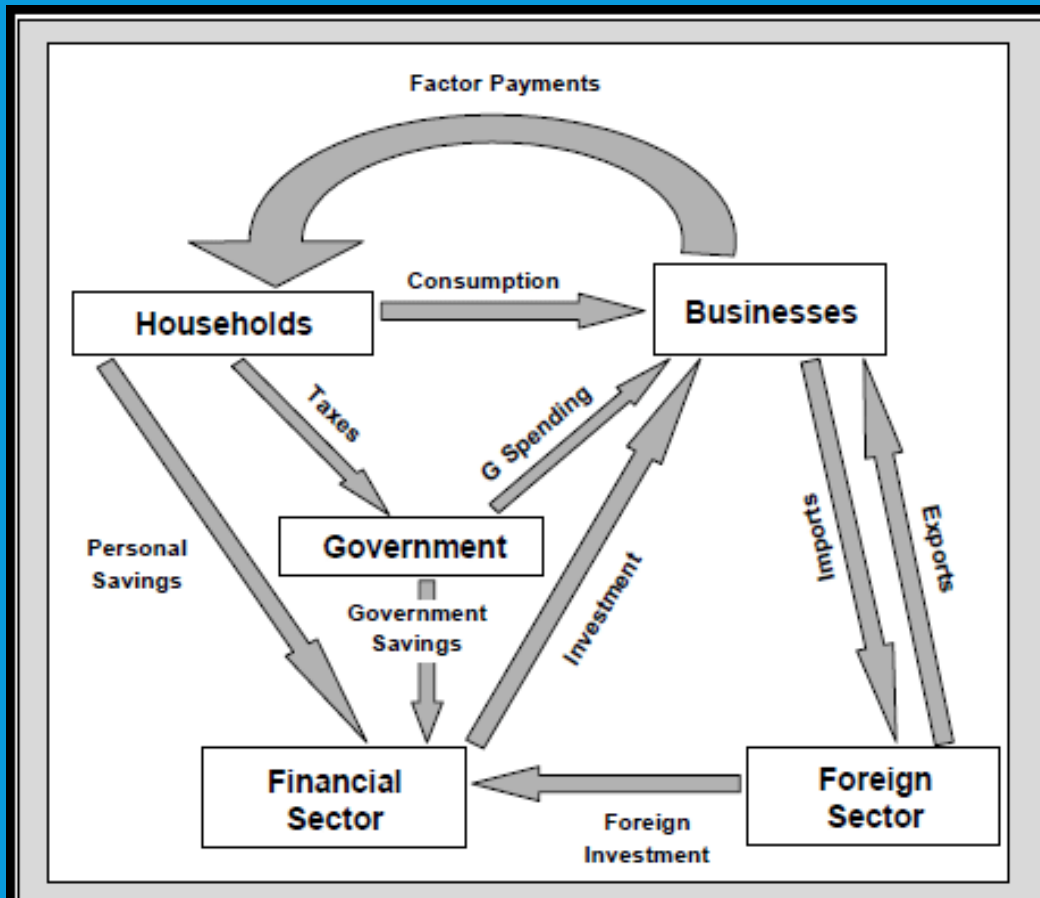 Factor Payments
Consumption
Households
Businesses
Taxes
G Spending
Personal
Savings
Government
Government
Savings
Investment
Imports
Exports
Financial
Sector
Foreign
Investment
Foreign
Sector